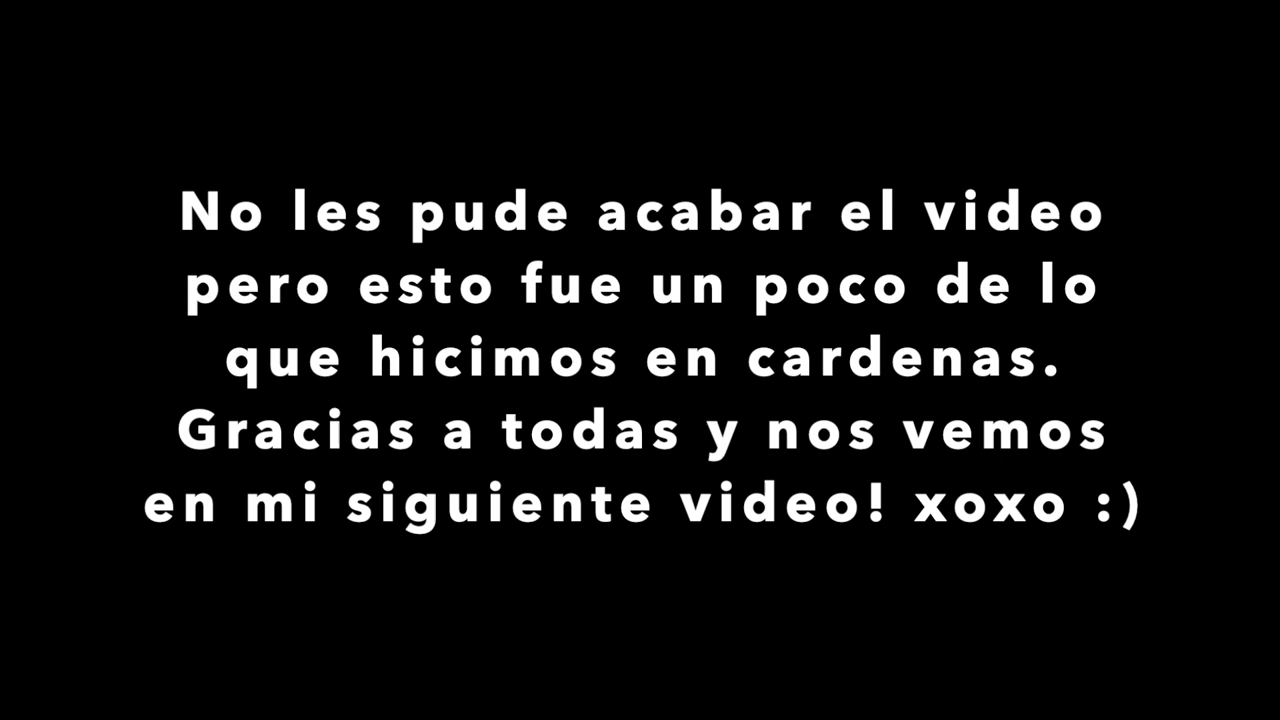 No les pude acabar el video
pero esto fue un poco de lo
que hicimos en cardenas.
Gracias a todas y nos vemos
en mi siguiente video! xoxo :)